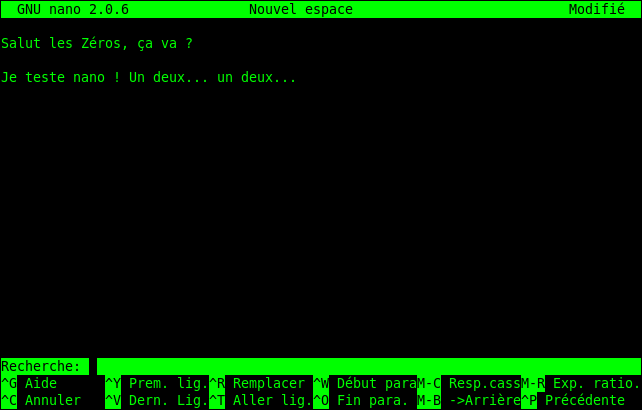 GNU nano 2.0.6 Nouvel espace Modifié
Salut les Zéros, ça va ?
Je teste nano ! Un deux... un deux...
Recherche:
^G Aide ^Y Prem. lig. ^R Remplacer ^W Début para M-C Resp.cass M-R Exp. ratio.
^C Annuler ^V Dern. Lig. ^T Aller lig. ^O Fin para. M-B ->Arrière ^P Précédente